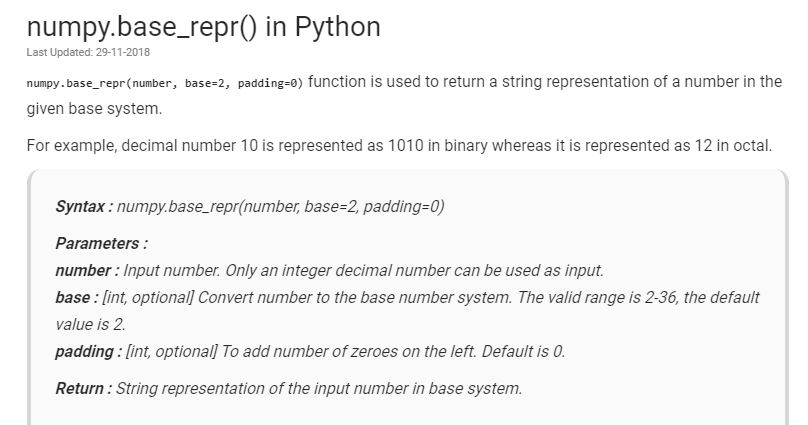 numpy.base_repr() in Python
Last Updated: 29-11-2018
numpy.base_repr(number, base=2, padding=0) function is used to return a string representation of a number in the
given base system.
For example, decimal number 10 is represented as 1010 in binary whereas it is represented as 12 in octal.
Syntax : numpy.base_repr(number, base=2, padding=0)
Parameters :
number : Input number. Only an integer decimal number can be used as input.
base : [int, optional] Convert number to the base number system. The valid range is 2-36, the default
value is 2.
padding : [int, optional] To add number of zeroes on the left. Default is 0.
Return : String representation of the input number in base system.